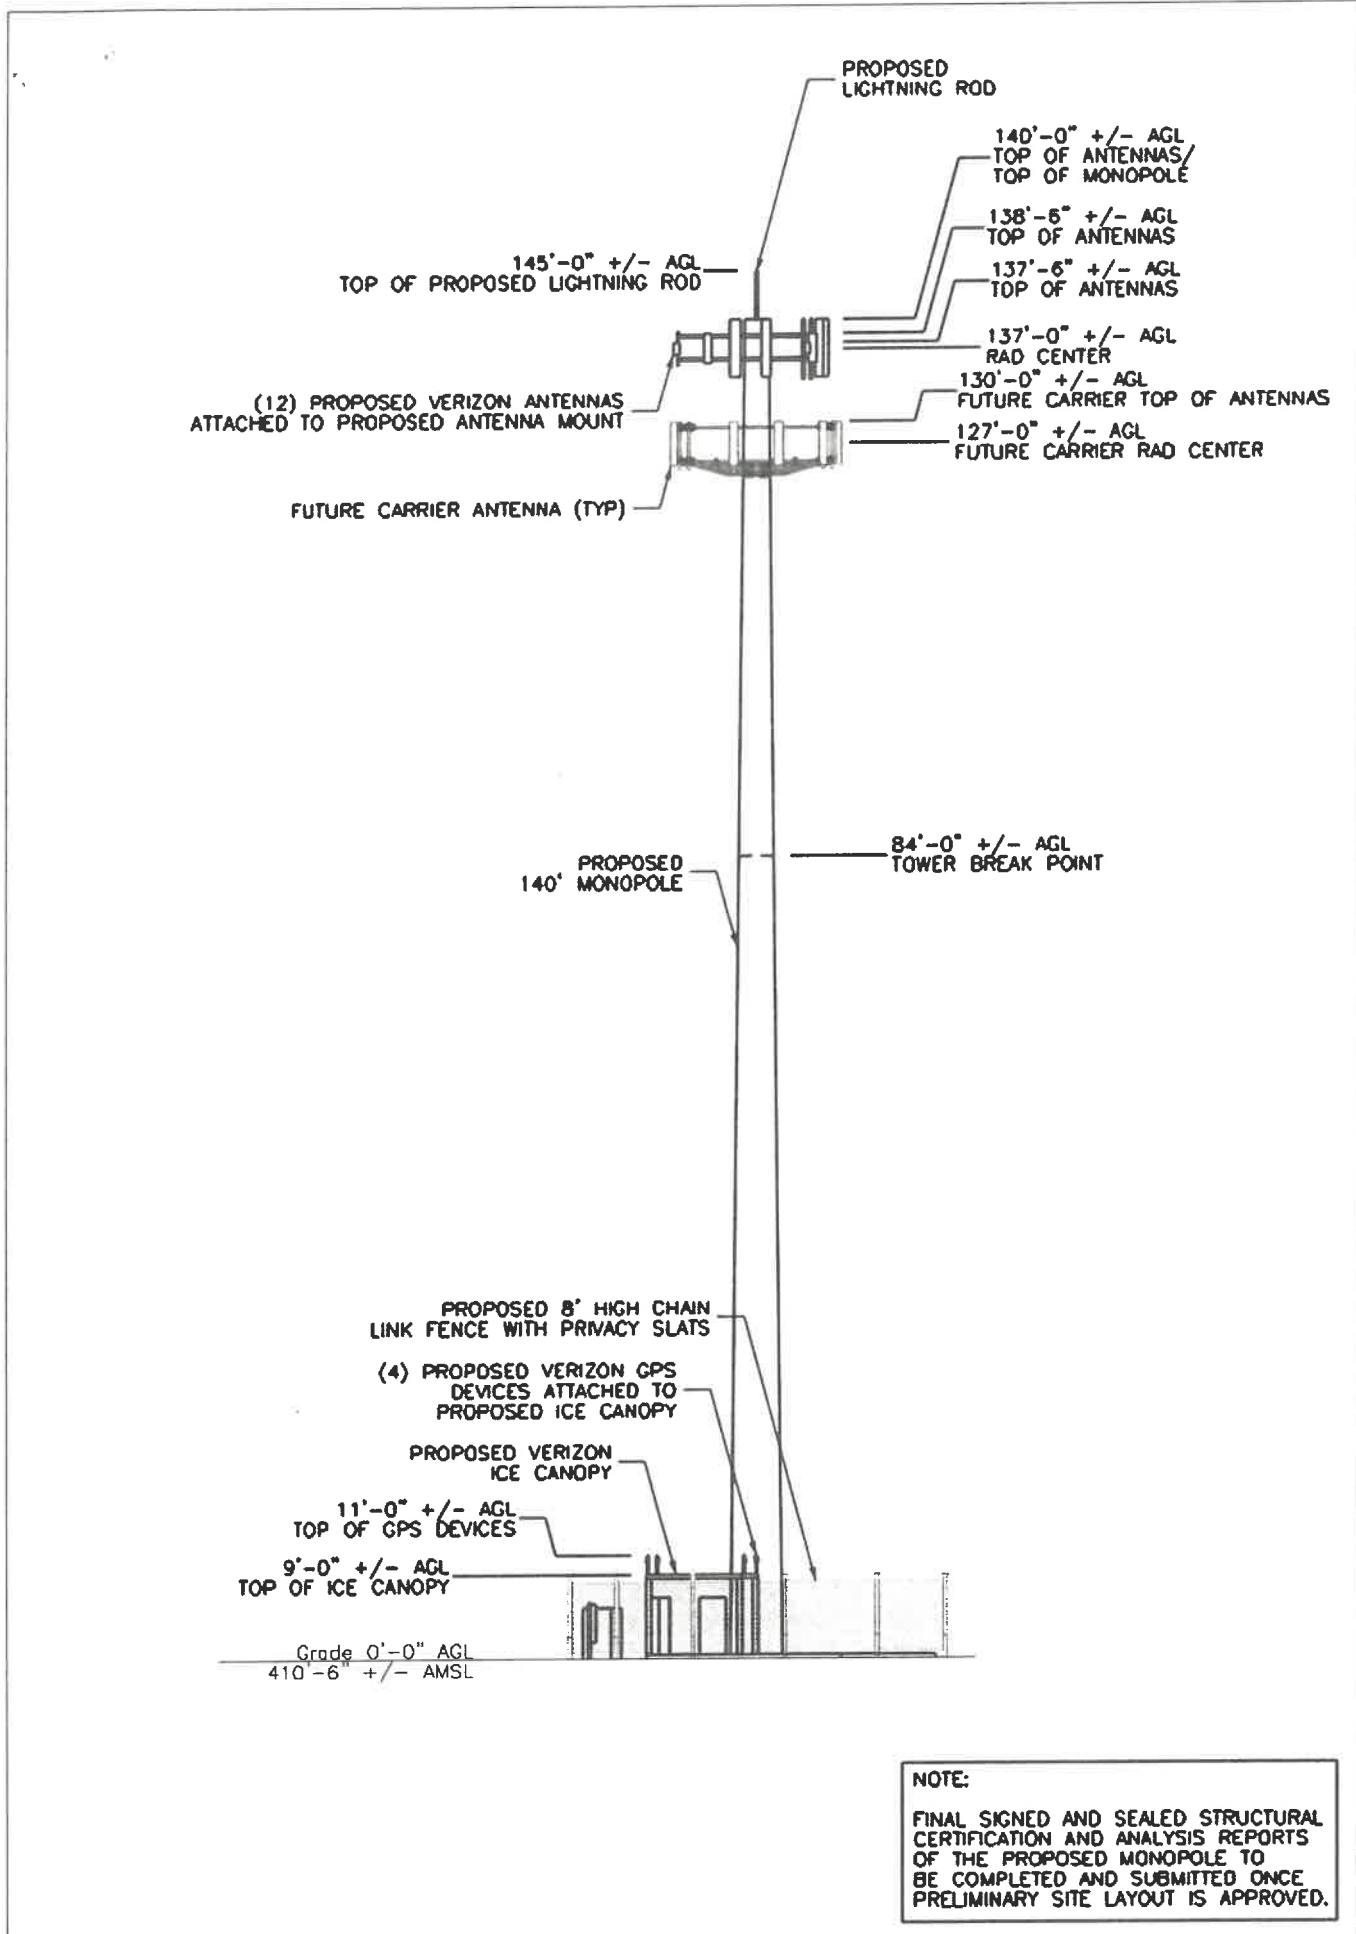 PROPOSED
LIGHTNING ROD
140'-0" +/- AGL
TOP OF ANTENNAS/
TOP OF MONOPOLE
138'-6" +/- AGL
TOP OF ANTENNAS
145'-0" +/- AGL
TOP OF PROPOSED LIGHTNING ROD
137'-6" +/- AGL
TOP OF ANTENNAS
137'-0" +/- AGL
RAD CENTER
130'-0" +/- AGL
FUTURE CARRIER TOP OF ANTENNAS
(12) PROPOSED VERIZON ANTENNAS
ATTACHED TO PROPOSED ANTENNA MOUNT
127'-0" +/- AGL
FUTURE CARRIER RAD CENTER
FUTURE CARRIER ANTENNA (TYP)
84'-0" +/- AGL
TOWER BREAK POINT
PROPOSED
140' MONOPOLE
PROPOSED 8' HIGH CHAIN
LINK FENCE WITH PRIVACY SLATS
(4) PROPOSED VERIZON GPS
DEVICES ATTACHED TO
PROPOSED ICE CANOPY
PROPOSED VERIZON
ICE CANOPY
11'-0" +/- AGL
TOP OF GPS DEVICES
9'-0" +/- AGL
TOP OF ICE CANOPY
Grade 0'-0" AGL
410'-6" +/- AMSL
NOTE:
FINAL SIGNED AND SEALED STRUCTURAL
CERTIFICATION AND ANALYSIS REPORTS
OF THE PROPOSED MONOPOLE TO
BE COMPLETED AND SUBMITTED ONCE
PRELIMINARY SITE LAYOUT IS APPROVED.